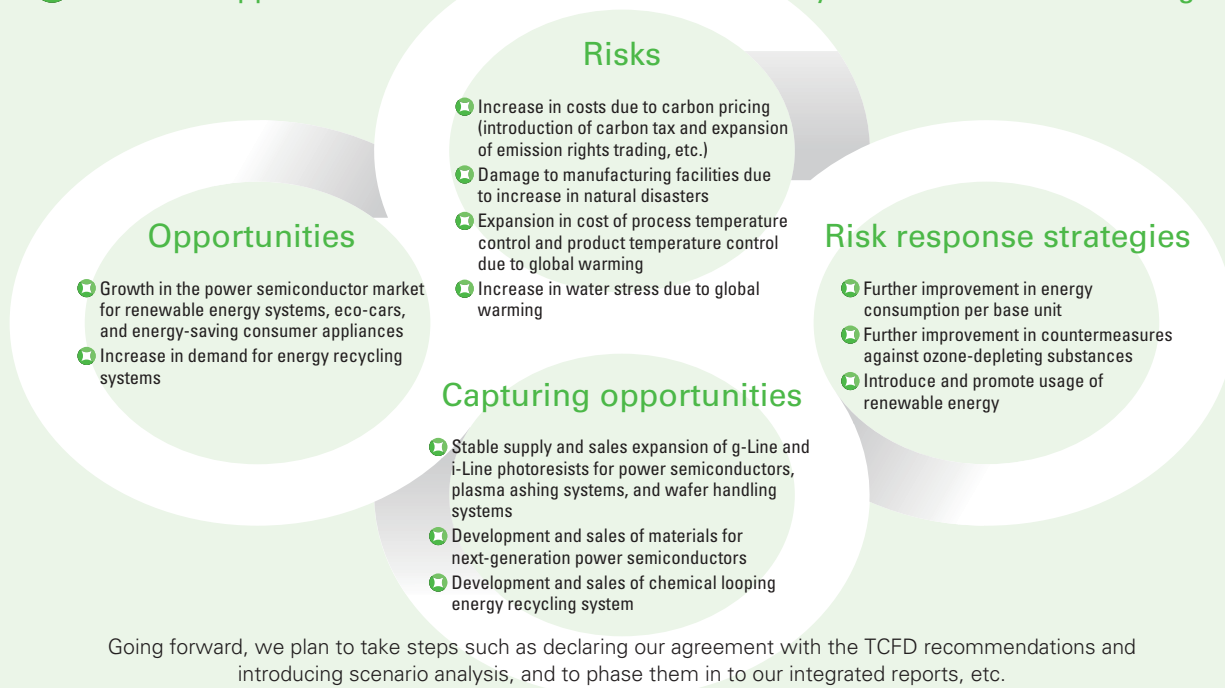 Risks
Increase in costs due to carbon pricing
(introduction of carbon tax and expansion
of emission rights trading, etc.)
Damage to manufacturing facilities due
to increase in natural disasters
Expansion in cost of process temperature
control and product temperature control
due to global warming
Increase in water stress due to global
warming
Opportunities
Growth in the power semiconductor market
for renewable energy systems, eco-cars,
and energy-saving consumer appliances
Increase in demand for energy recycling
systems
Risk response strategies
Further improvement in energy
consumption per base unit
Further improvement in countermeasures
against ozone-depleting substances
Introduce and promote usage of
renewable energy
Capturing opportunities
Stable supply and sales expansion of g-Line and
i-Line photoresists for power semiconductors,
plasma ashing systems, and wafer handling
systems
Development and sales of materials for
next-generation power semiconductors
Development and sales of chemical looping
energy recycling system
Going forward, we plan to take steps such as declaring our agreement with the TCFD recommendations and
introducing scenario analysis, and to phase them in to our integrated reports, etc.